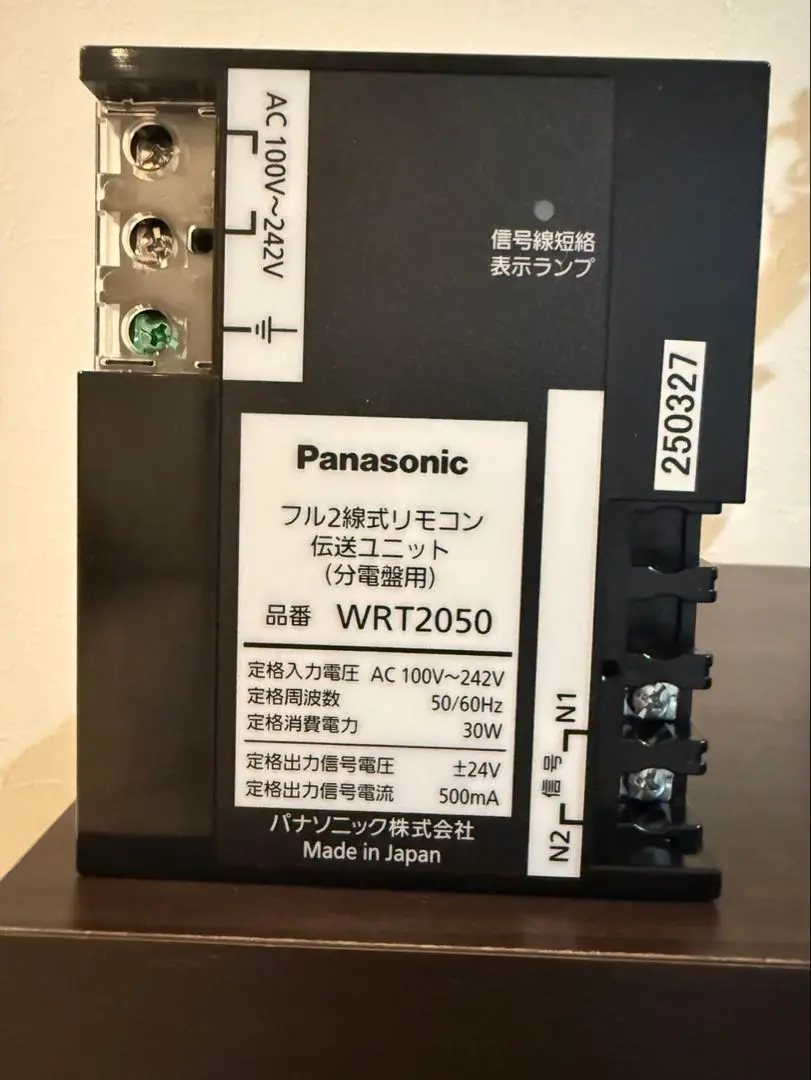 AC 100V～242V
信号線短絡
表示ランプ
250327
Panasonic
フル2線式リモコン
伝送ユニット
(分電盤用)
品番 WRT2050
定格入力電圧 AC 100V～242V
定格周波数 50/60Hz
定格消費電力 30W
定格出力信号電圧 ±24V
定格出力信号電流 500mA
パナソニック株式会社
Made in Japan
N1
信号
N2